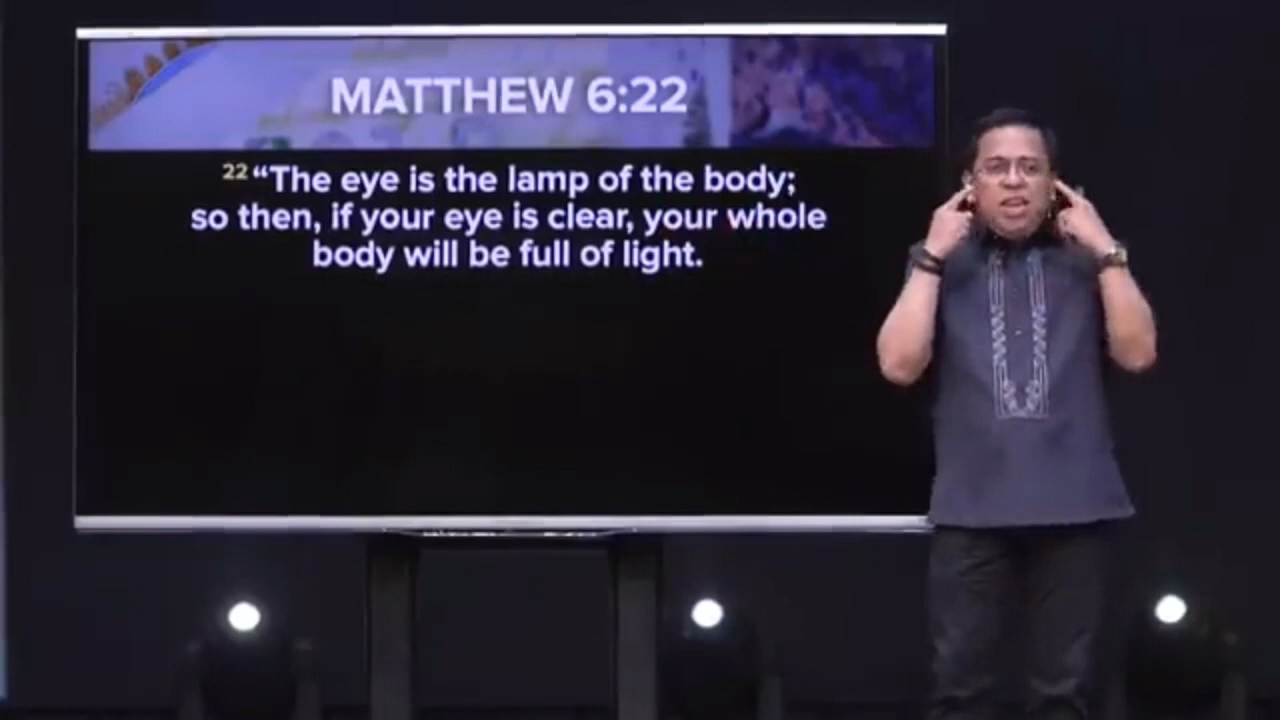 MATTHEW 6:22
22 “The eye is the lamp of the body;
so then, if your eye is clear, your whole
body will be full of light.